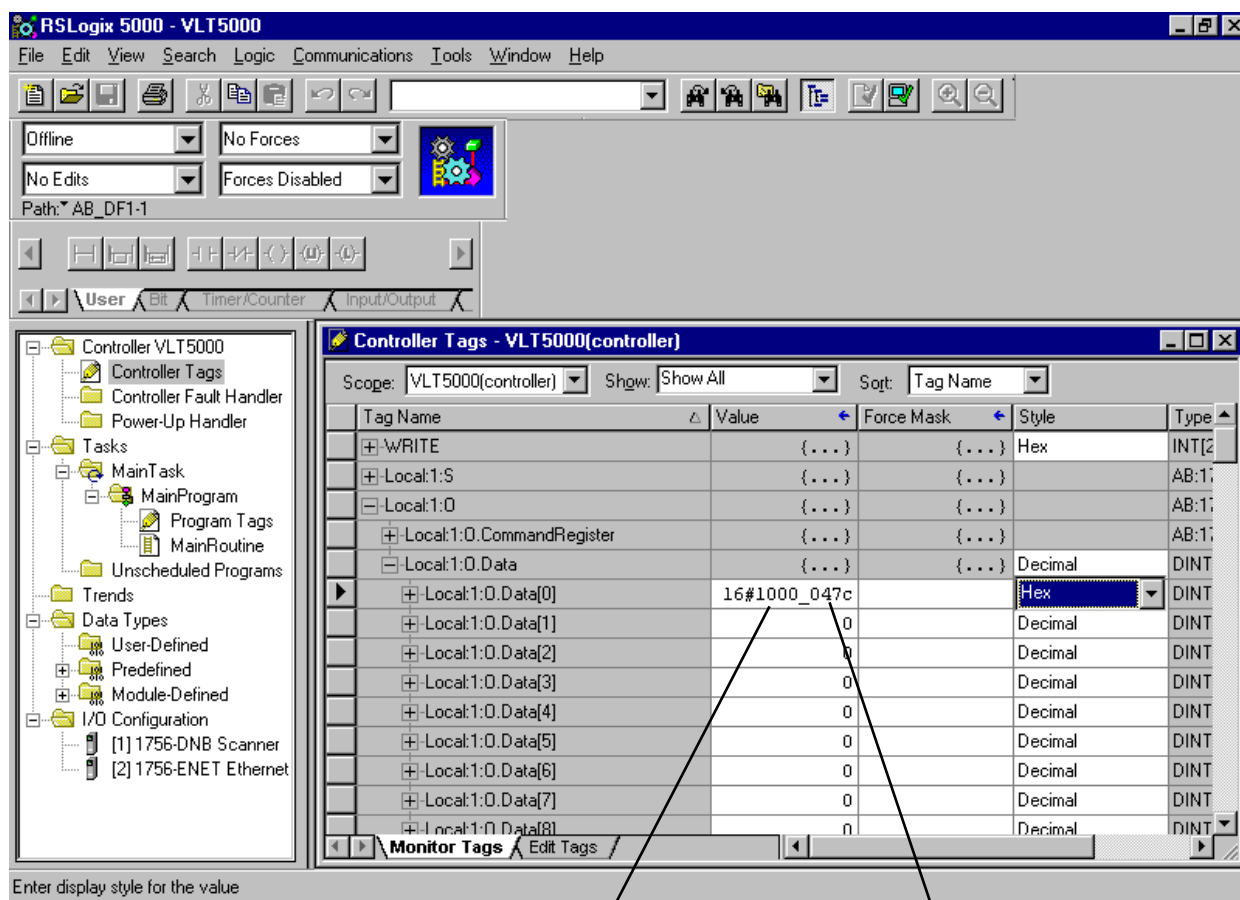 RSLogix 5000 - VLT5000
File Edit View Search Logic Communications Tools Window Help
Offline No Forces
No Edits Forces Disabled
Path: AB_DF1-1
User Bit Timer/Counter Input/Output
Controller VLT5000
Controller Tags
Controller Fault Handler
Power-Up Handler
Tasks
MainTask
MainProgram
Program Tags
MainRoutine
Unscheduled Programs
Trends
Data Types
User-Defined
Predefined
Module-Defined
I/O Configuration
[1] 1756-DNB Scanner
[2] 1756-ENET Ethernet
Controller Tags - VLT5000(controller)
Scope: VLT5000(controller) Show: Show All Sort: Tag Name
Tag Name Value Force Mask Style Type
WRITE {...} {...} Hex INT[2
Local:1:S {...} {...} AB:17
Local:1:O {...} {...} AB:17
Local:1:O.CommandRegister {...} {...} AB:17
Local:1:O.Data {...} {...} Decimal DINT
Local:1:O.Data[0] 16#1000_047c Hex DINT
Local:1:O.Data[1] 0 Decimal DINT
Local:1:O.Data[2] 0 Decimal DINT
Local:1:O.Data[3] 0 Decimal DINT
Local:1:O.Data[4] 0 Decimal DINT
Local:1:O.Data[5] 0 Decimal DINT
Local:1:O.Data[6] 0 Decimal DINT
Local:1:O.Data[7] 0 Decimal DINT
Local:1:O.Data[8] 0 Decimal DINT
Monitor Tags Edit Tags
Enter display style for the value